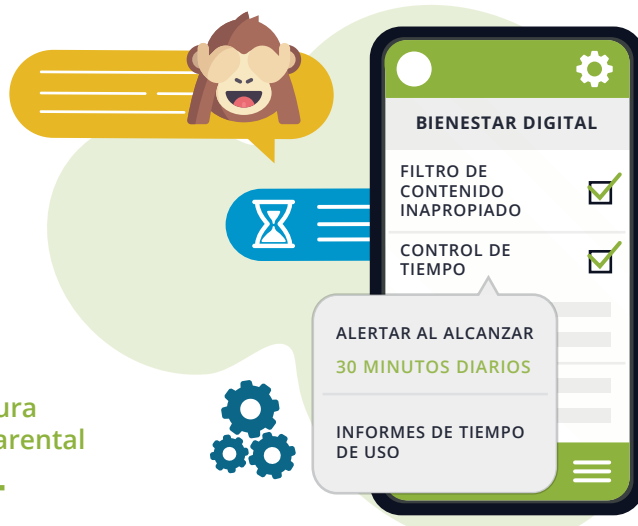 BIENESTAR DIGITAL
FILTRO DE
CONTENIDO
INAPROPIADO
CONTROL DE
TIEMPO
ALERTAR AL ALCANZAR
30 MINUTOS DIARIOS
INFORMES DE TIEMPO
DE USO